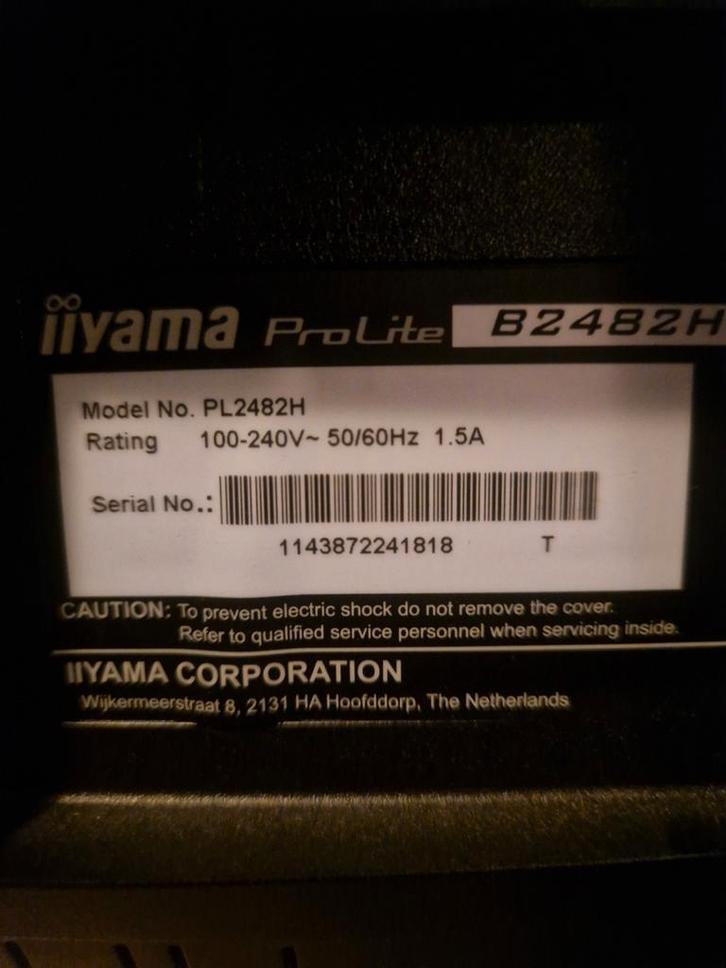 iiyama ProLite B2482H
Model No. PL2482H
Rating 100-240V~ 50/60Hz 1.5A
Serial No.:
1143872241818 T
CAUTION: To prevent electric shock do not remove the cover.
Refer to qualified service personnel when servicing inside.
IIYAMA CORPORATION
Wijkermeerstraat 8, 2131 HA Hoofddorp, The Netherlands